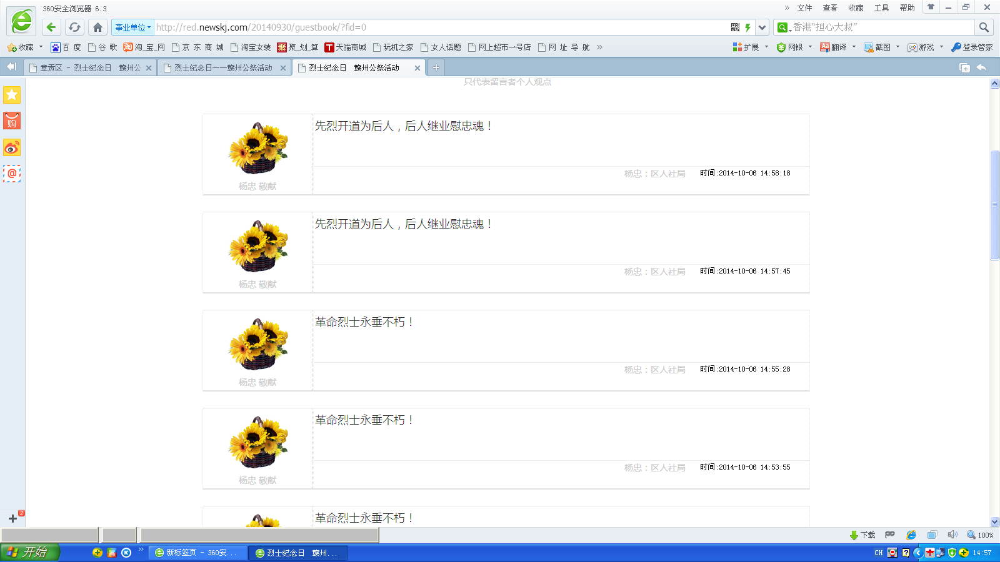 360安全浏览器 6.3
» 文件 查看 收藏 工具 帮助
事业单位 http://red.newskj.com/20140930/guestbook/?fid=0
香港“担心大叔”
收藏 百 度 谷 歌 淘_宝_网 京 东 商 城 淘宝女装 聚_划_算 天猫商城 玩机之家 女人话题 网上超市一号店 网 址 导 航 »
扩展 网银 翻译 截图 游戏 登录管家
章贡区 - 烈士纪念日 赣州公
烈士纪念日一一赣州公祭活动
烈士纪念日 赣州公祭活动
购
@
只代表留言者个人观点
先烈开道为后人，后人继业慰忠魂！
杨忠 敬献
杨忠：区人社局 时间:2014-10-06 14:58:18
先烈开道为后人，后人继业慰忠魂！
杨忠 敬献
杨忠：区人社局 时间:2014-10-06 14:57:45
革命烈士永垂不朽！
杨忠 敬献
杨忠：区人社局 时间:2014-10-06 14:55:28
革命烈士永垂不朽！
杨忠 敬献
杨忠：区人社局 时间:2014-10-06 14:53:55
革命烈士永垂不朽！
2
下载 100%
开始 » 新标签页 - 360安... 烈士纪念日 赣州... CH 14:57